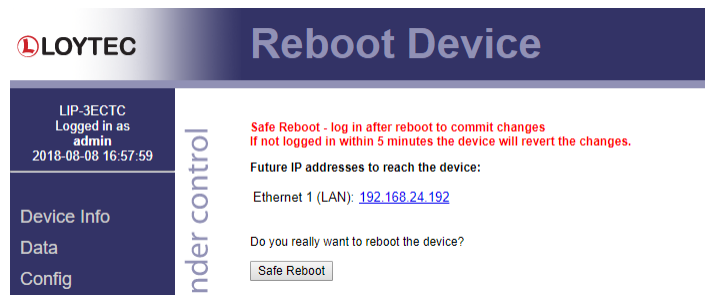 LOYTEC
Reboot Device
LIP-3ECTC
Logged in as
admin
2018-08-08 16:57:59
Device Info
Data
Config
nder control
Safe Reboot - log in after reboot to commit changes
If not logged in within 5 minutes the device will revert the changes.
Future IP addresses to reach the device:
Ethernet 1 (LAN): 192.168.24.192
Do you really want to reboot the device?
Safe Reboot